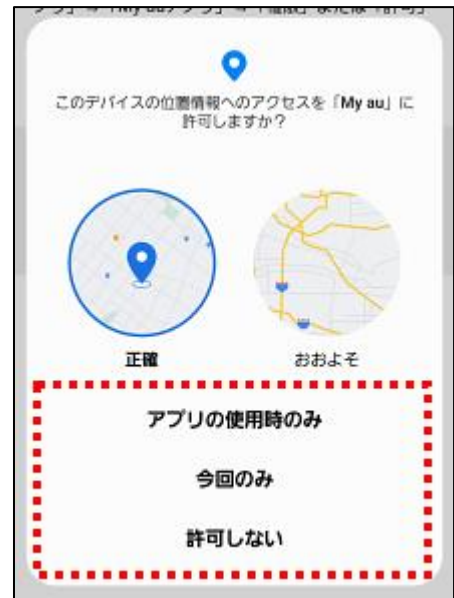 このデバイスの位置情報へのアクセスを「My au」に
許可しますか？
正確
おおよそ
アプリの使用時のみ
今回のみ
許可しない